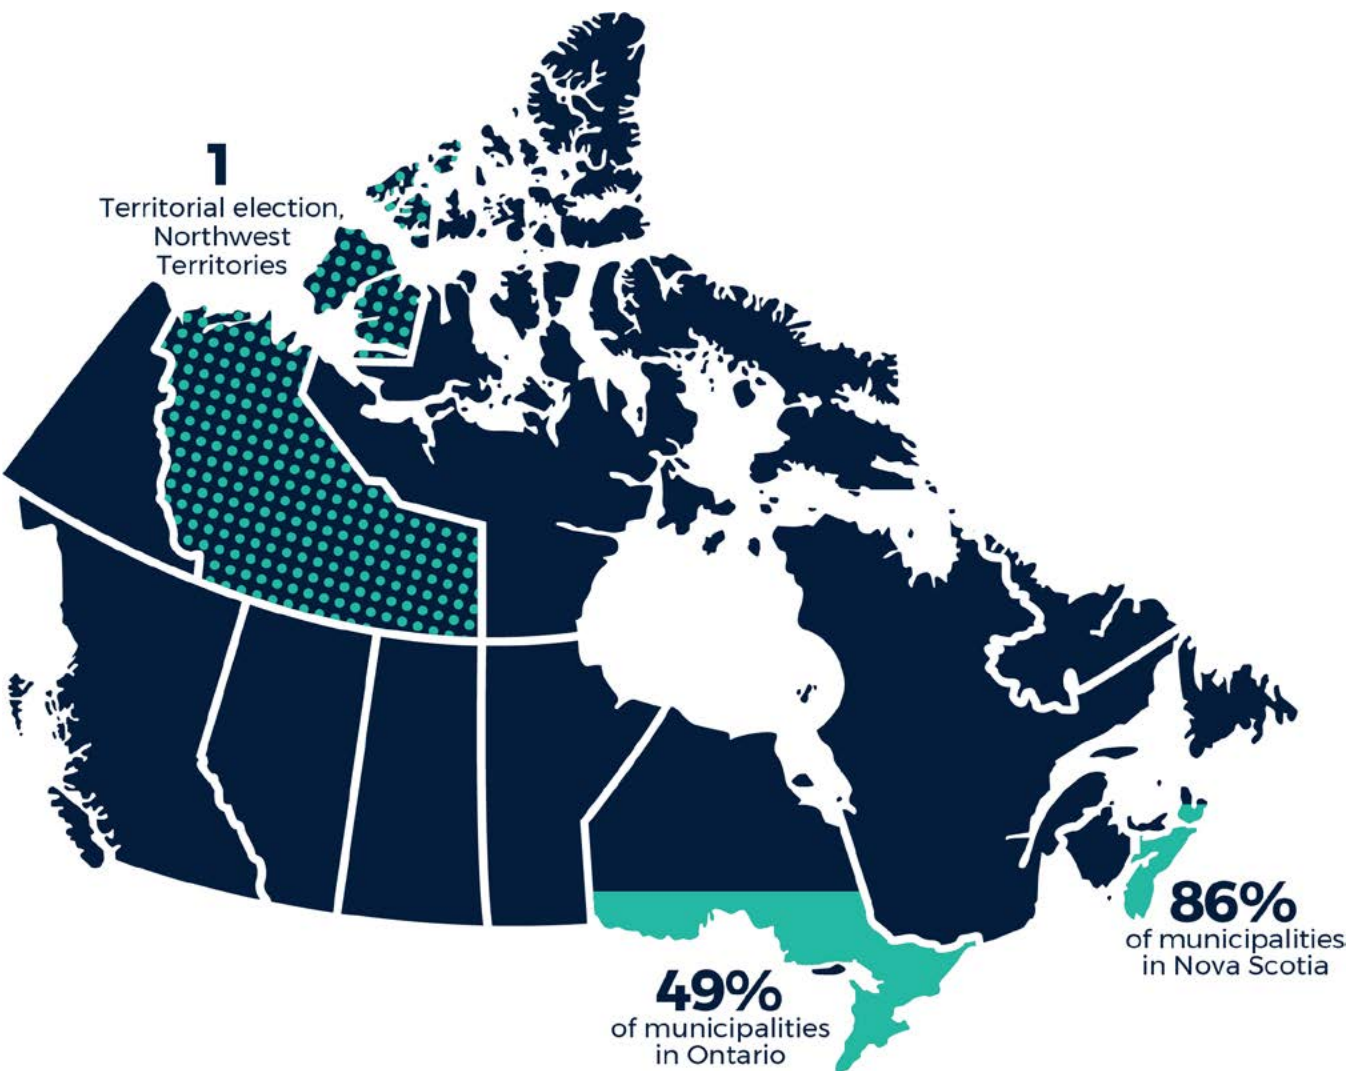 1
Territorial election,
Northwest
Territories
86%
of municipalities
in Nova Scotia
49%
of municipalities
in Ontario